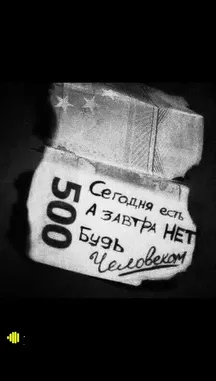 500
Сегодня есть
А ЗАВТРА НЕТ
Будь
Человеком